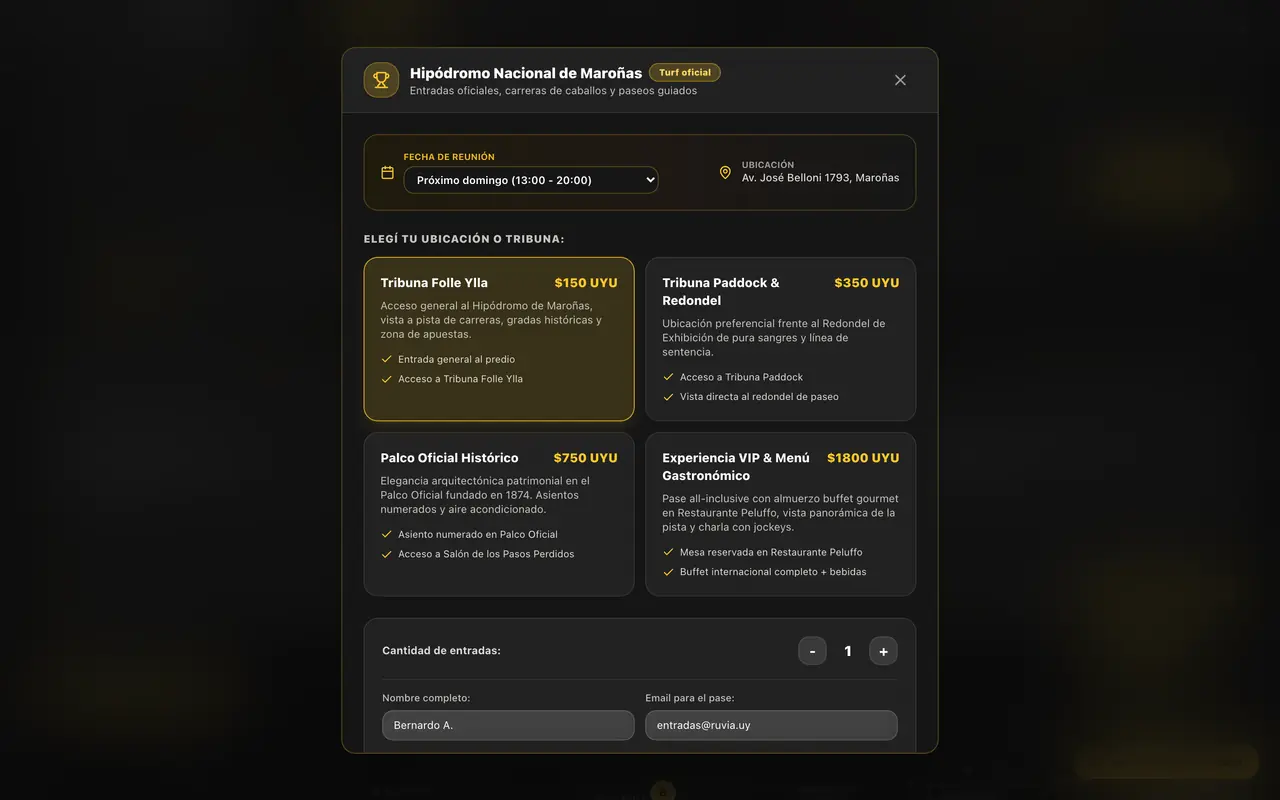 Hipódromo Nacional de Maroñas
Turf oficial
Entradas oficiales, carreras de caballos y paseos guiados
FECHA DE REUNIÓN
Próximo domingo (13:00 - 20:00)
UBICACIÓN
Av. José Belloni 1793, Maroñas
ELEGÍ TU UBICACIÓN O TRIBUNA:
Tribuna Folle Ylla
$150 UYU
Acceso general al Hipódromo de Maroñas,
vista a pista de carreras, gradas históricas y
zona de apuestas.
Entrada general al predio
Acceso a Tribuna Folle Ylla
Tribuna Paddock &
Redondel
$350 UYU
Ubicación preferencial frente al Redondel de
Exhibición de pura sangres y línea de
sentencia.
Acceso a Tribuna Paddock
Vista directa al redondel de paseo
Palco Oficial Histórico
$750 UYU
Elegancia arquitectónica patrimonial en el
Palco Oficial fundado en 1874. Asientos
numerados y aire acondicionado.
Asiento numerado en Palco Oficial
Acceso a Salón de los Pasos Perdidos
Experiencia VIP & Menú
Gastronómico
$1800 UYU
Pase all-inclusive con almuerzo buffet gourmet
en Restaurante Peluffo, vista panorámica de la
pista y charla con jockeys.
Mesa reservada en Restaurante Peluffo
Buffet internacional completo + bebidas
Cantidad de entradas:
- 1 +
Nombre completo:
Bernardo A.
Email para el pase:
entradas@ruvia.uy